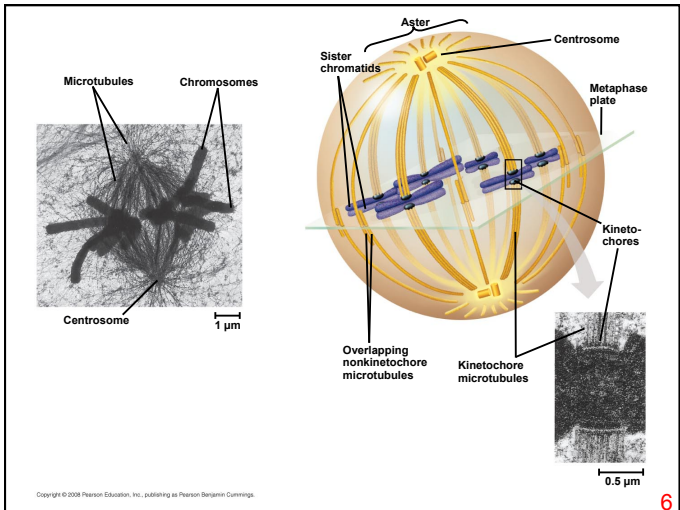 Aster
Centrosome
Sister
chromatids
Microtubules
Chromosomes
Metaphase
plate
Kineto-
chores
Centrosome
1 µm
Overlapping
nonkinetochore
microtubules
Kinetochore
microtubules
0.5 µm
Copyright © 2008 Pearson Education, Inc., publishing as Pearson Benjamin Cummings.
6